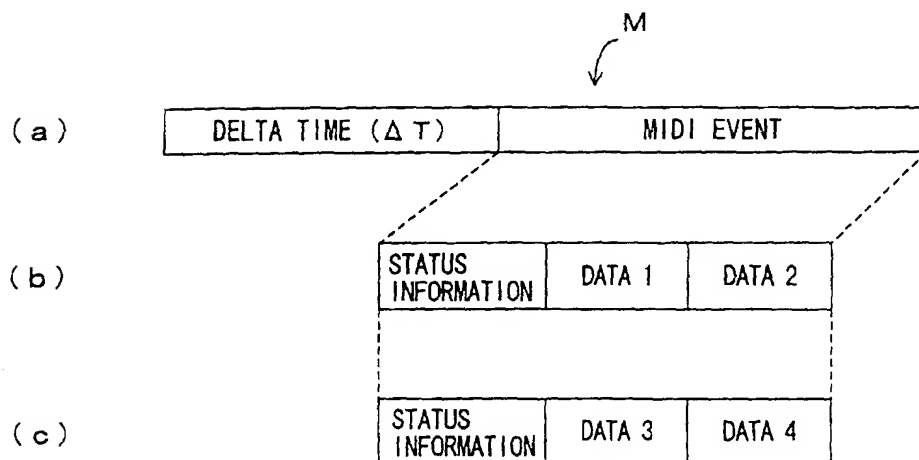 M
(a) DELTA TIME (ΔT) MIDI EVENT
(b) STATUS INFORMATION DATA 1 DATA 2
(c) STATUS INFORMATION DATA 3 DATA 4